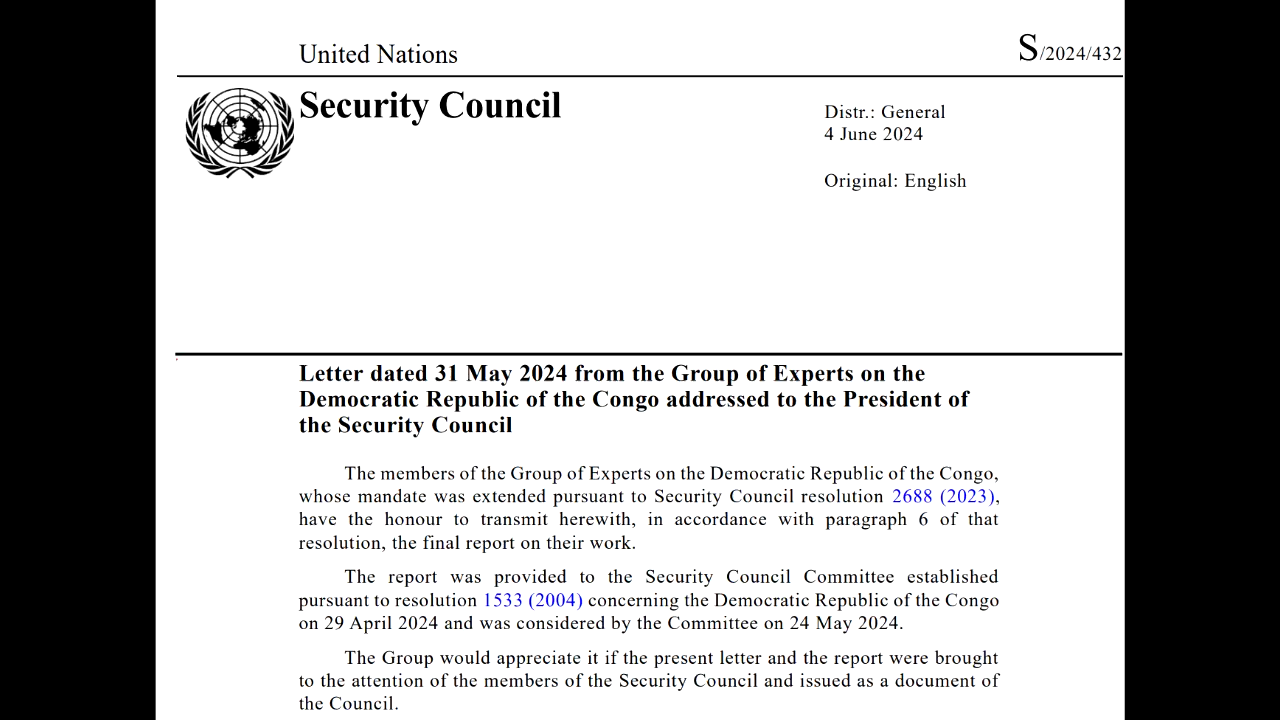 United Nations
S/2024/432
Security Council
Distr.: General
4 June 2024
Original: English
Letter dated 31 May 2024 from the Group of Experts on the
Democratic Republic of the Congo addressed to the President of
the Security Council
The members of the Group of Experts on the Democratic Republic of the Congo,
whose mandate was extended pursuant to Security Council resolution 2688 (2023),
have the honour to transmit herewith, in accordance with paragraph 6 of that
resolution, the final report on their work.
The report was provided to the Security Council Committee established
pursuant to resolution 1533 (2004) concerning the Democratic Republic of the Congo
on 29 April 2024 and was considered by the Committee on 24 May 2024.
The Group would appreciate it if the present letter and the report were brought
to the attention of the members of the Security Council and issued as a document of
the Council.